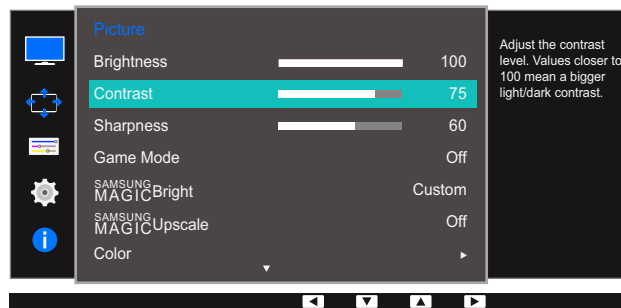 Picture
Brightness 100
Contrast 75
Sharpness 60
Game Mode Off
SAMSUNG MAGIC Bright Custom
SAMSUNG MAGIC Upscale Off
Color
Adjust the contrast
level. Values closer to
100 mean a bigger
light/dark contrast.
i